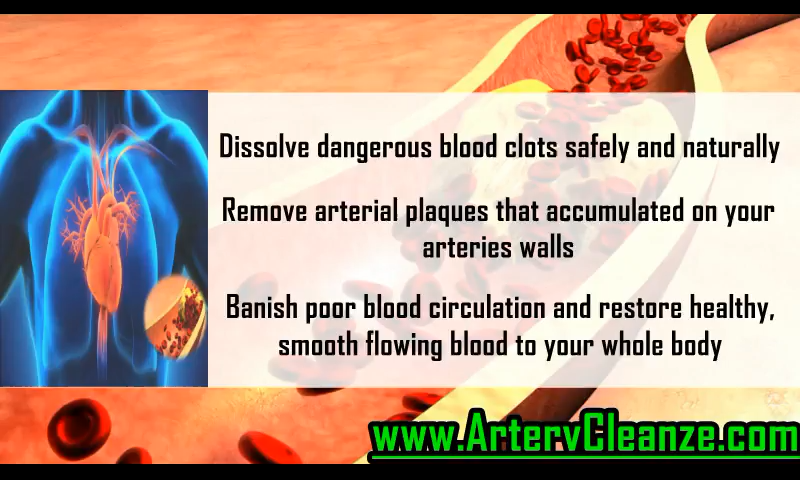 Dissolve dangerous blood clots safely and naturally
Remove arterial plaques that accumulated on your
arteries walls
Banish poor blood circulation and restore healthy,
smooth flowing blood to your whole body
www.ArteryCleanze.com